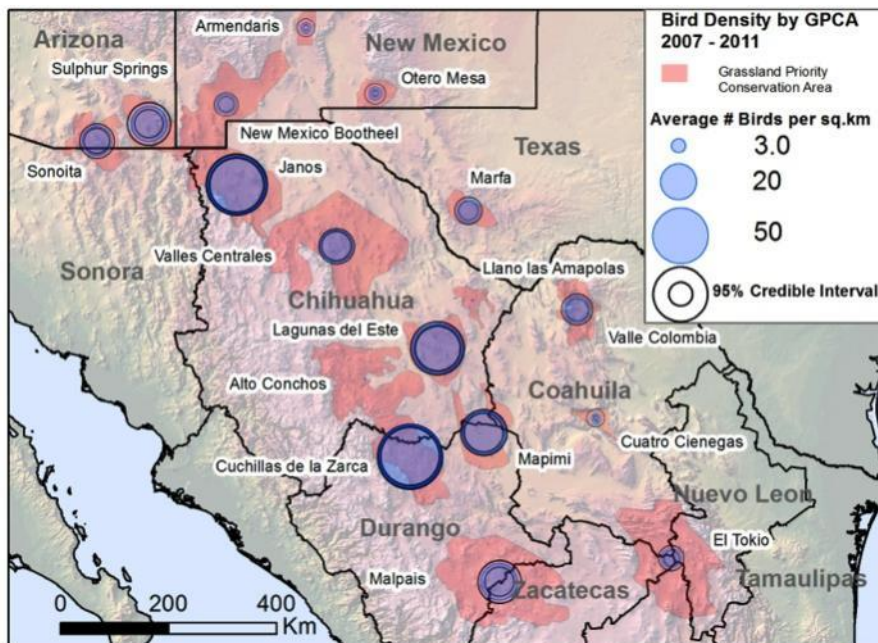 Bird Density by GPCA
2007 - 2011
Grassland Priority
Conservation Area
Average # Birds per sq.km
3.0
20
50
95% Credible Interval
Arizona
Armendaris
New Mexico
Sulphur Springs
Otero Mesa
New Mexico Bootheel
Texas
Sonoita
Janos
Marfa
Valles Centrales
Sonora
Llano las Amapolas
Chihuahua
Lagunas del Este
Valle Colombia
Alto Conchos
Coahuila
Cuatro Cienegas
Cuchillas de la Zarca
Mapimi
Nuevo Leon
Durango
El Tokio
Malpais
Zacatecas
Tamaulipas
0 200 400
Km